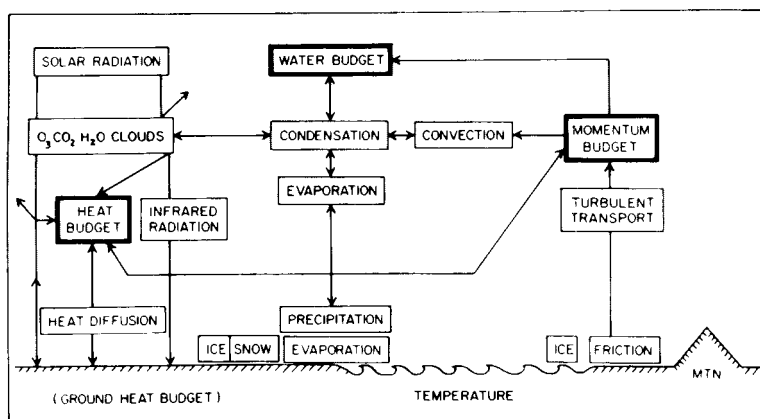 SOLAR RADIATION
WATER BUDGET
O₃ CO₂ H₂O CLOUDS
CONDENSATION
CONVECTION
MOMENTUM
BUDGET
EVAPORATION
HEAT
BUDGET
INFRARED
RADIATION
TURBULENT
TRANSPORT
HEAT DIFFUSION
PRECIPITATION
ICE SNOW
EVAPORATION
ICE
FRICTION
MTN
(GROUND HEAT BUDGET)
TEMPERATURE